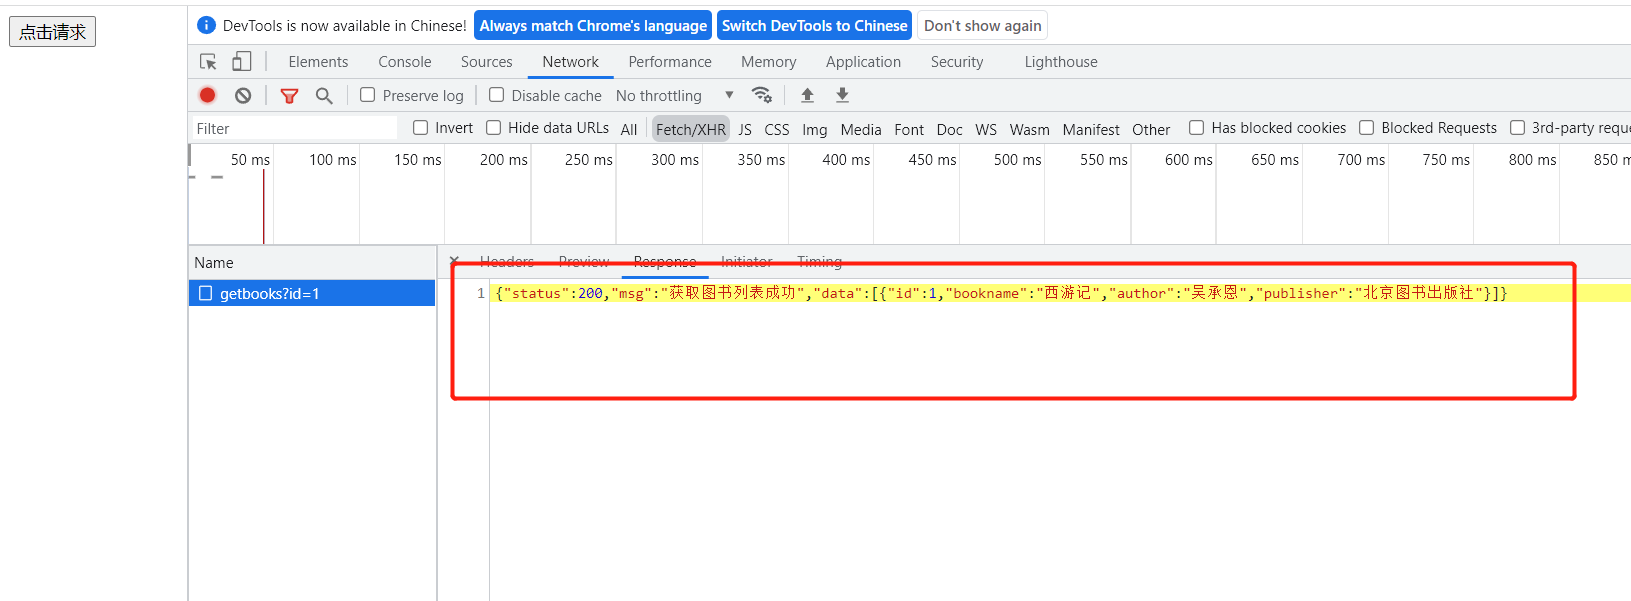 点击请求
DevTools is now available in Chinese! Always match Chrome's language Switch DevTools to Chinese Don't show again
Elements Console Sources Network Performance Memory Application Security Lighthouse
Preserve log Disable cache No throttling
Filter Invert Hide data URLs All Fetch/XHR JS CSS Img Media Font Doc WS Wasm Manifest Other Has blocked cookies Blocked Requests 3rd-party reque
50 ms 100 ms 150 ms 200 ms 250 ms 300 ms 350 ms 400 ms 450 ms 500 ms 550 ms 600 ms 650 ms 700 ms 750 ms 800 ms 850 m
Name
getbooks?id=1
Headers Preview Response Initiator Timing
1 {"status":200,"msg":"获取图书列表成功","data":[{"id":1,"bookname":"西游记","author":"吴承恩","publisher":"北京图书出版社"}]}